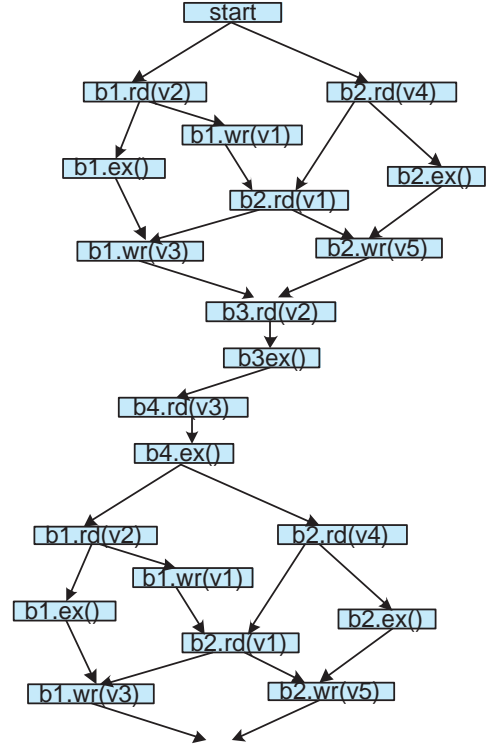 start
b1.rd(v2)
b2.rd(v4)
b1.wr(v1)
b1.ex()
b2.ex()
b2.rd(v1)
b1.wr(v3)
b2.wr(v5)
b3.rd(v2)
b3ex()
b4.rd(v3)
b4.ex()
b1.rd(v2)
b2.rd(v4)
b1.wr(v1)
b1.ex()
b2.ex()
b2.rd(v1)
b1.wr(v3)
b2.wr(v5)